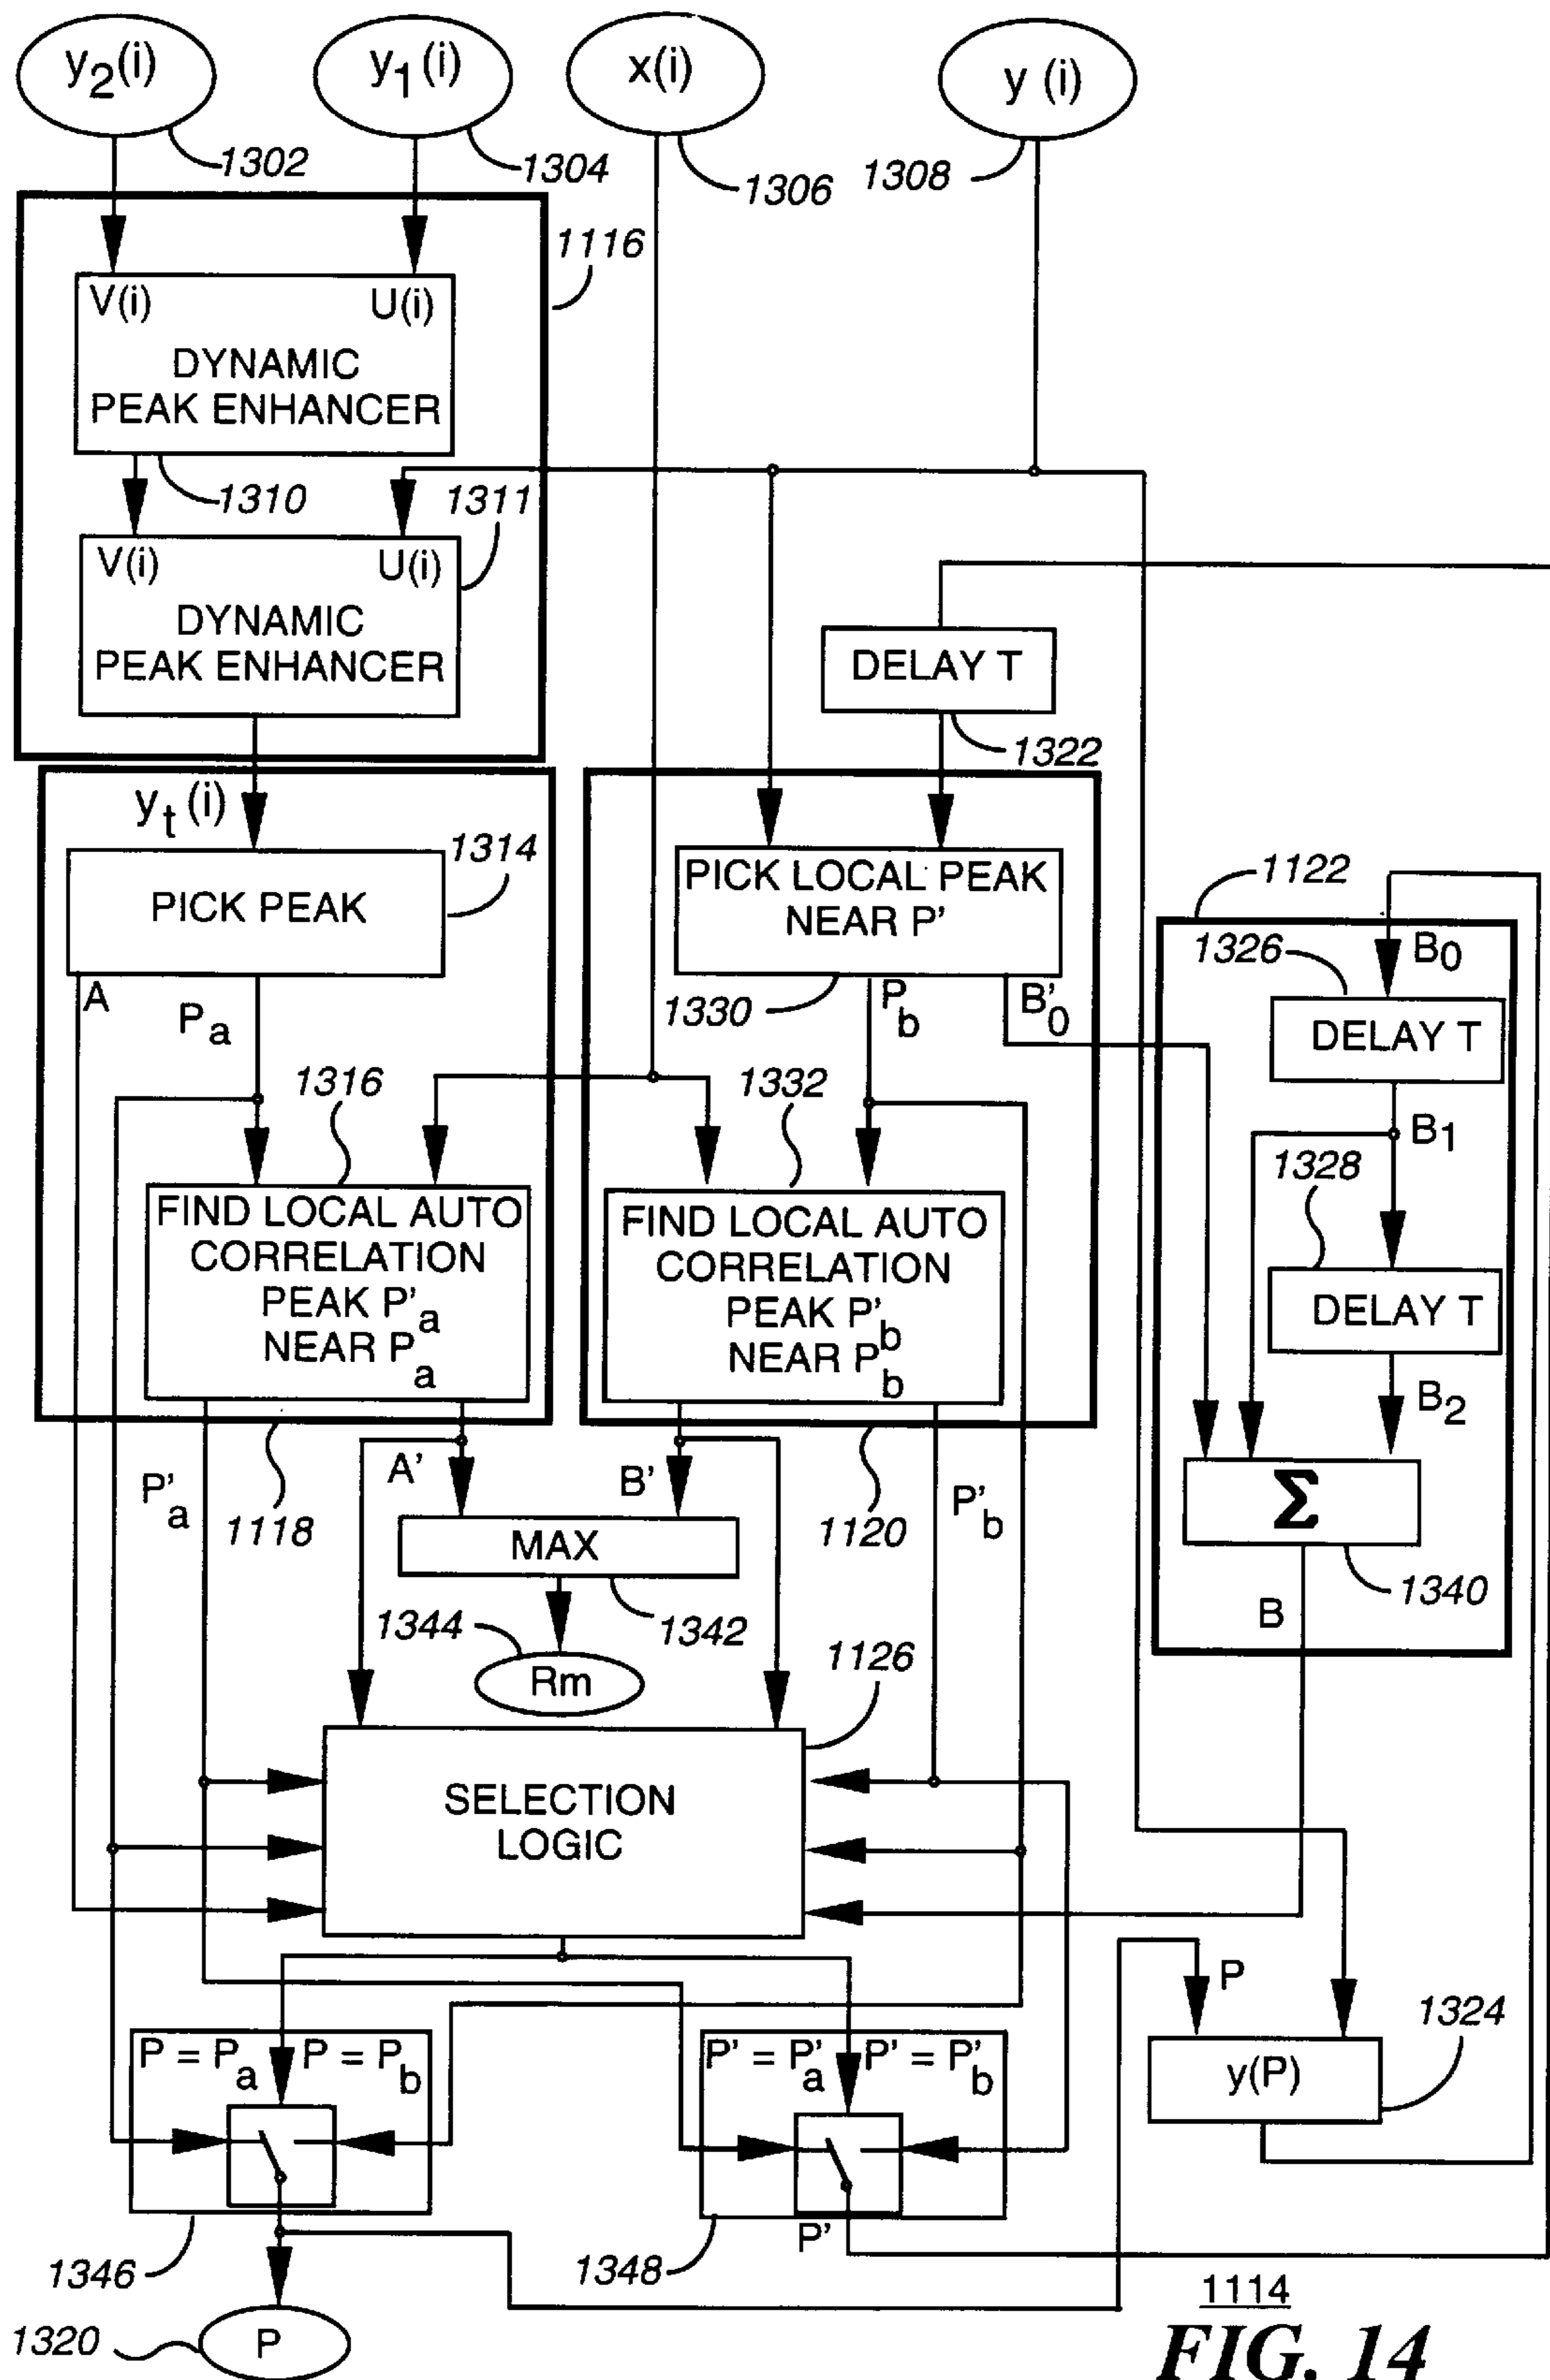 y2(i)
y1(i)
x(i)
y (i)
1302
1304
1306
1308
1116
V(i)
U(i)
DYNAMIC
PEAK ENHANCER
1310
1311
V(i)
U(i)
DYNAMIC
PEAK ENHANCER
DELAY T
1322
yt (i)
1314
PICK PEAK
A
Pa
PICK LOCAL PEAK
NEAR P'
1330
Pb
B'0
1122
1326
B0
DELAY T
B1
1328
DELAY T
B2
Σ
1340
B
1316
1332
FIND LOCAL AUTO
CORRELATION
PEAK P'a
NEAR Pa
FIND LOCAL AUTO
CORRELATION
PEAK P'b
NEAR Pb
P'a
1118
A'
B'
1120
P'b
MAX
1344
1342
Rm
1126
SELECTION
LOGIC
P = Pa
P = Pb
P' = P'a
P' = P'b
P
1324
y(P)
1346
1348
P'
1320
P
1114
FIG. 14